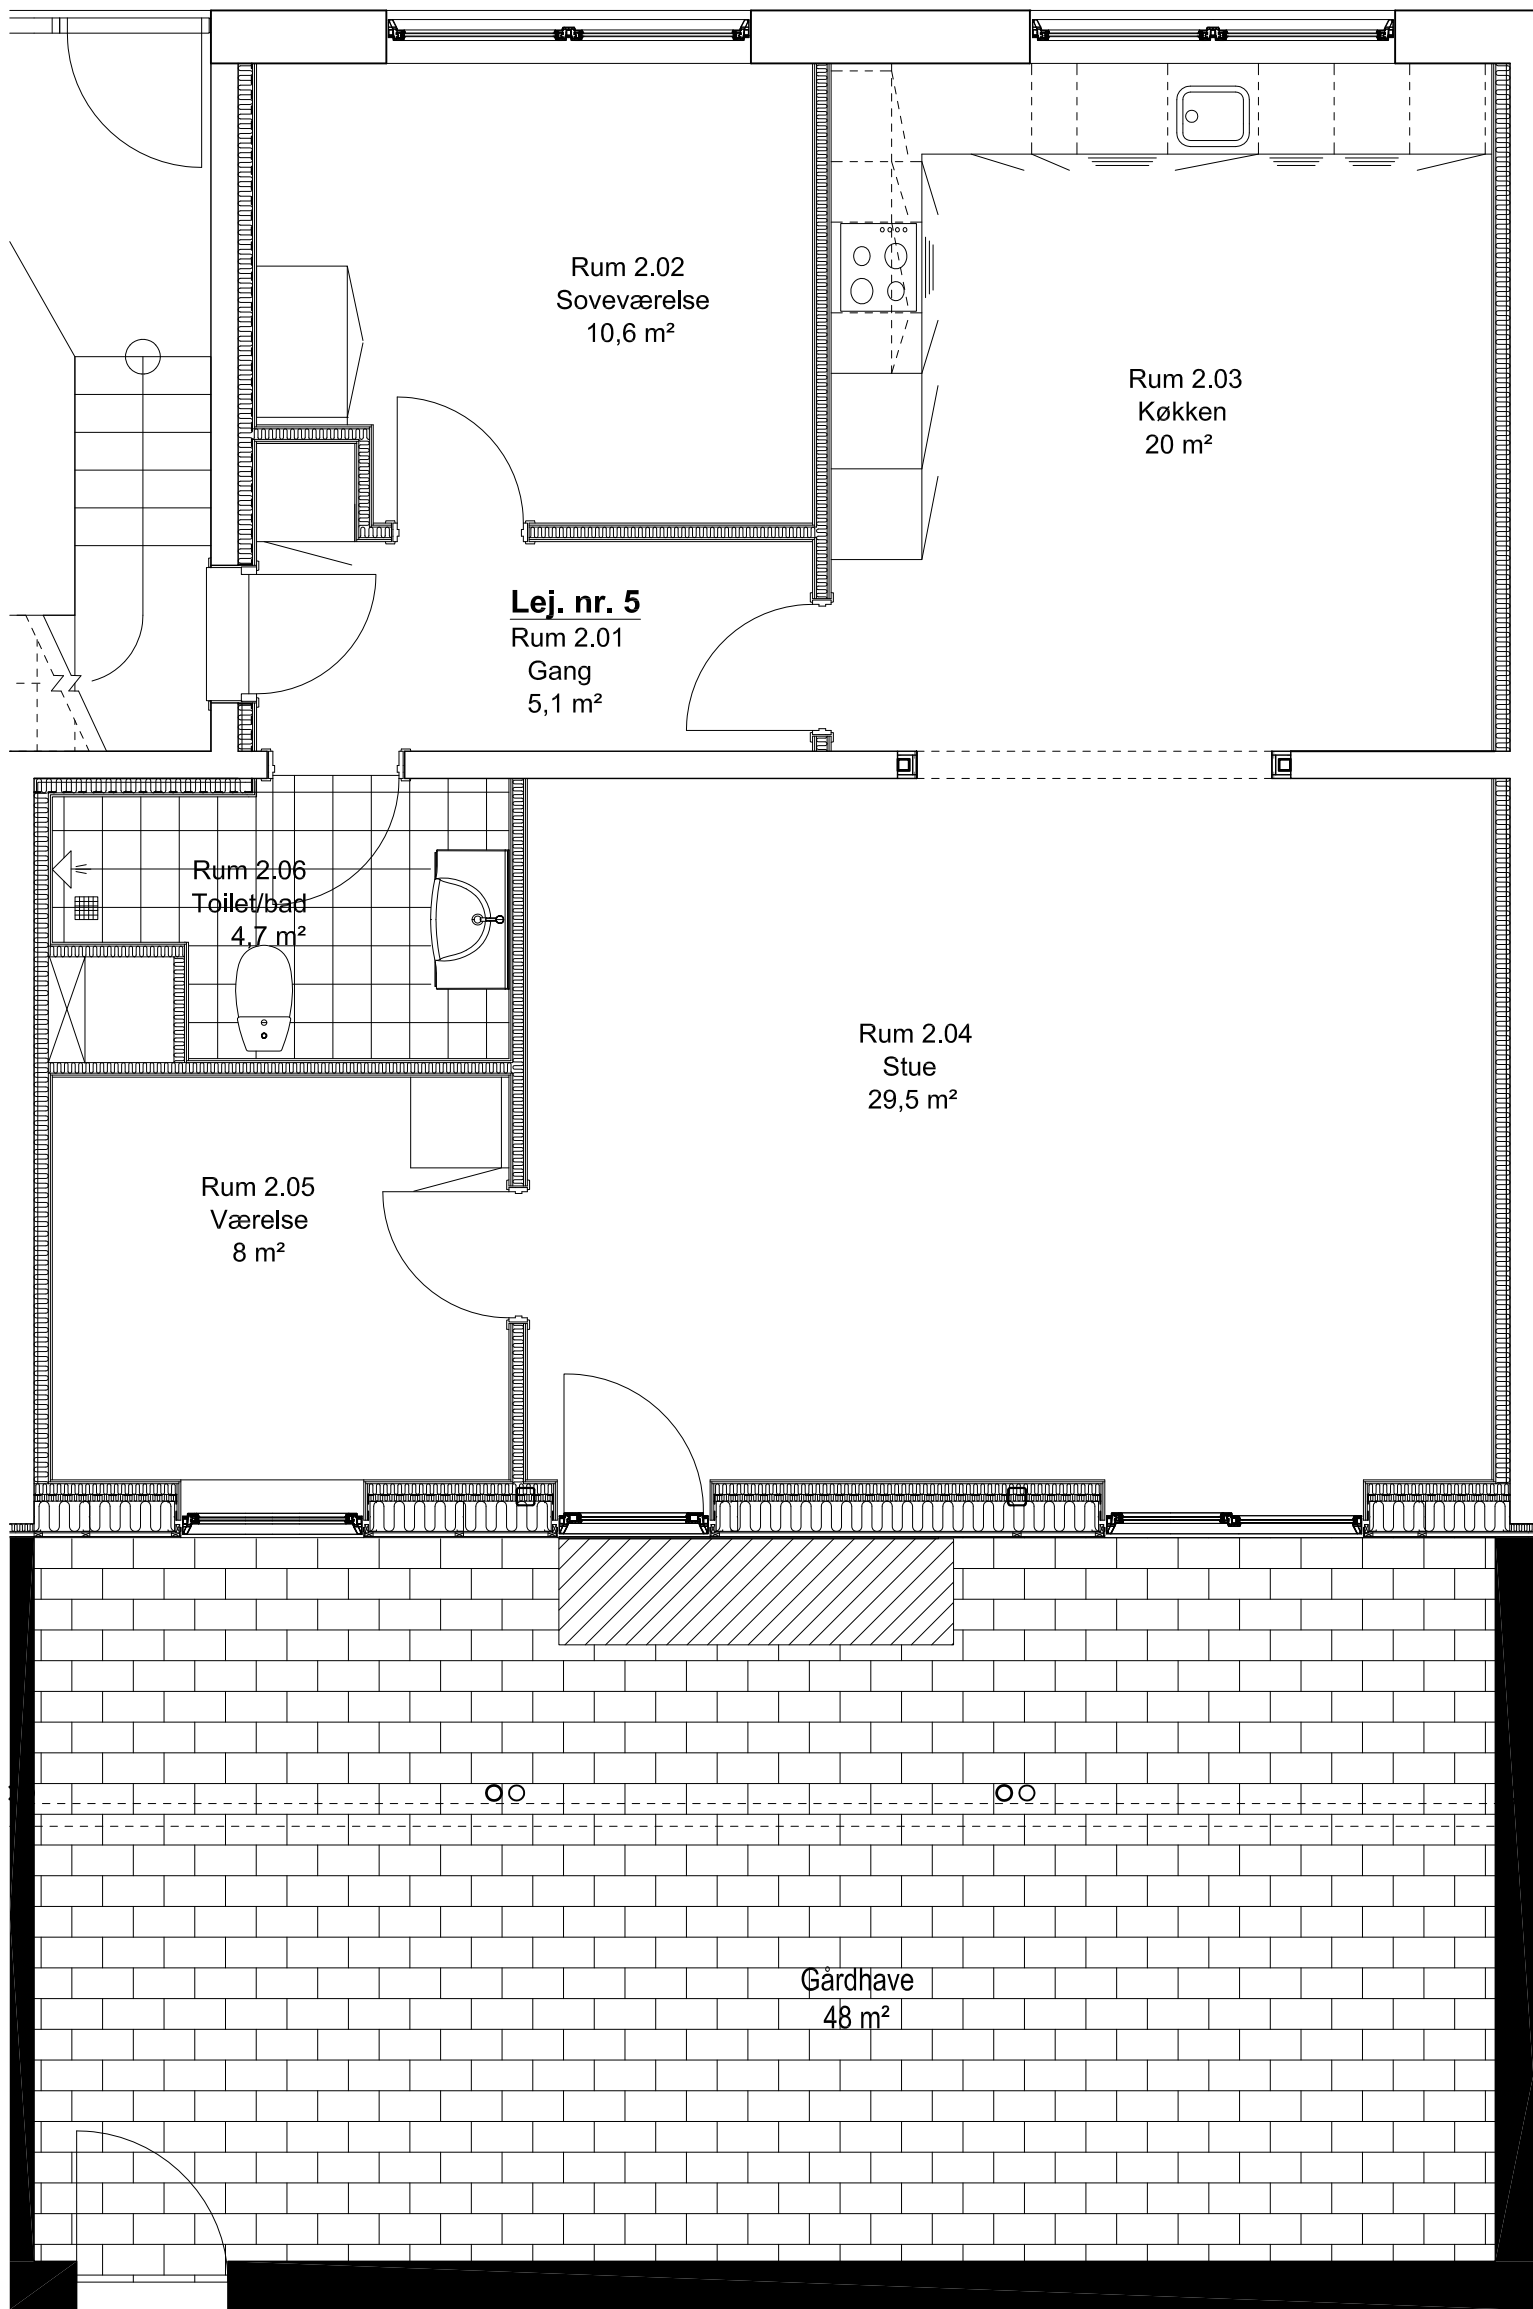 Rum 2.02
Soveværelse
10,6 m²
Rum 2.03
Køkken
20 m²
Lej. nr. 5
Rum 2.01
Gang
5,1 m²
Rum 2.06
Toilet/bad
4,7 m²
Rum 2.04
Stue
29,5 m²
Rum 2.05
Værelse
8 m²
Gårdhave
48 m²